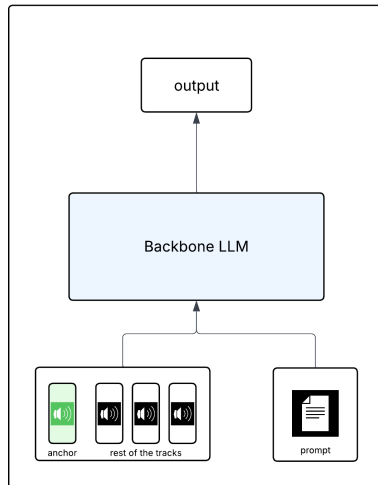 output
Backbone LLM
anchor
rest of the tracks
prompt